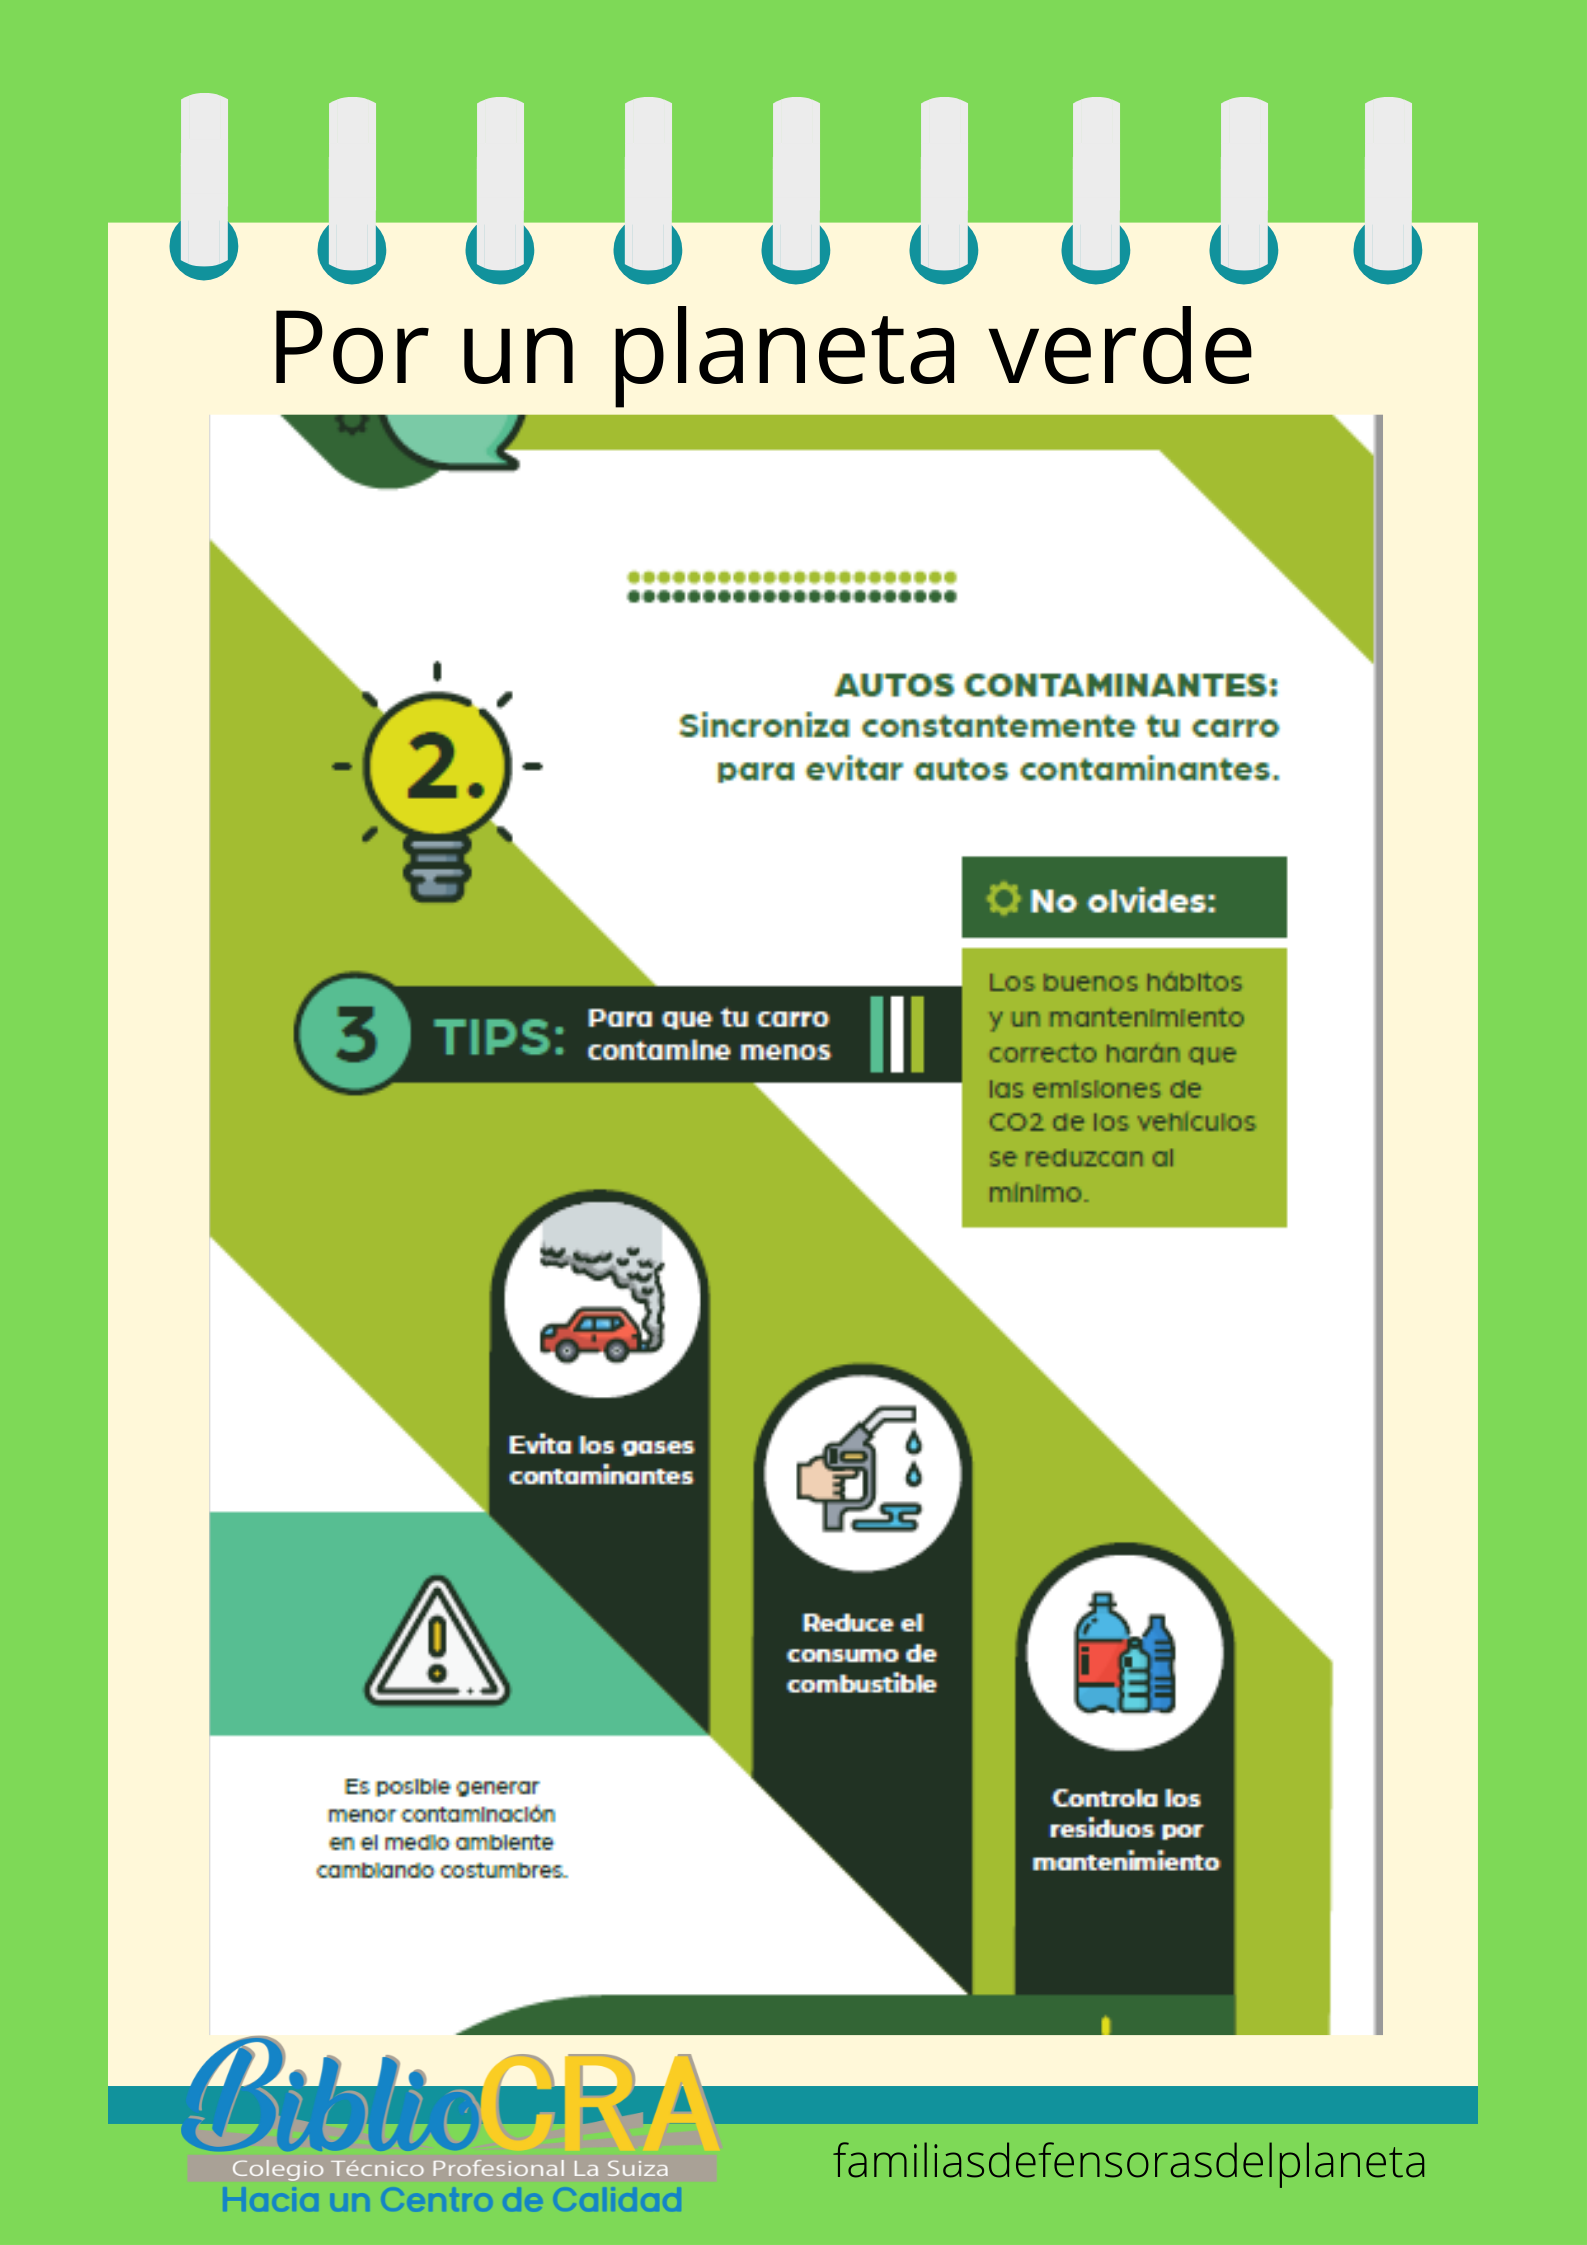 Por un planeta verde
2.
AUTOS CONTAMINANTES:
Sincroniza constantemente tu carro
para evitar autos contaminantes.
No olvides:
Los buenos hábitos
y un mantenimiento
correcto harán que
las emisiones de
CO2 de los vehículos
se reduzcan al
mínimo.
3 TIPS: Para que tu carro
contamine menos
Evita los gases
contaminantes
Reduce el
consumo de
combustible
Controla los
residuos por
mantenimiento
Es posible generar
menor contaminación
en el medio ambiente
cambiando costumbres.
BiblioCRA
Colegio Técnico Profesional La Suiza
Hacia un Centro de Calidad
familiasdefensorasdelplaneta